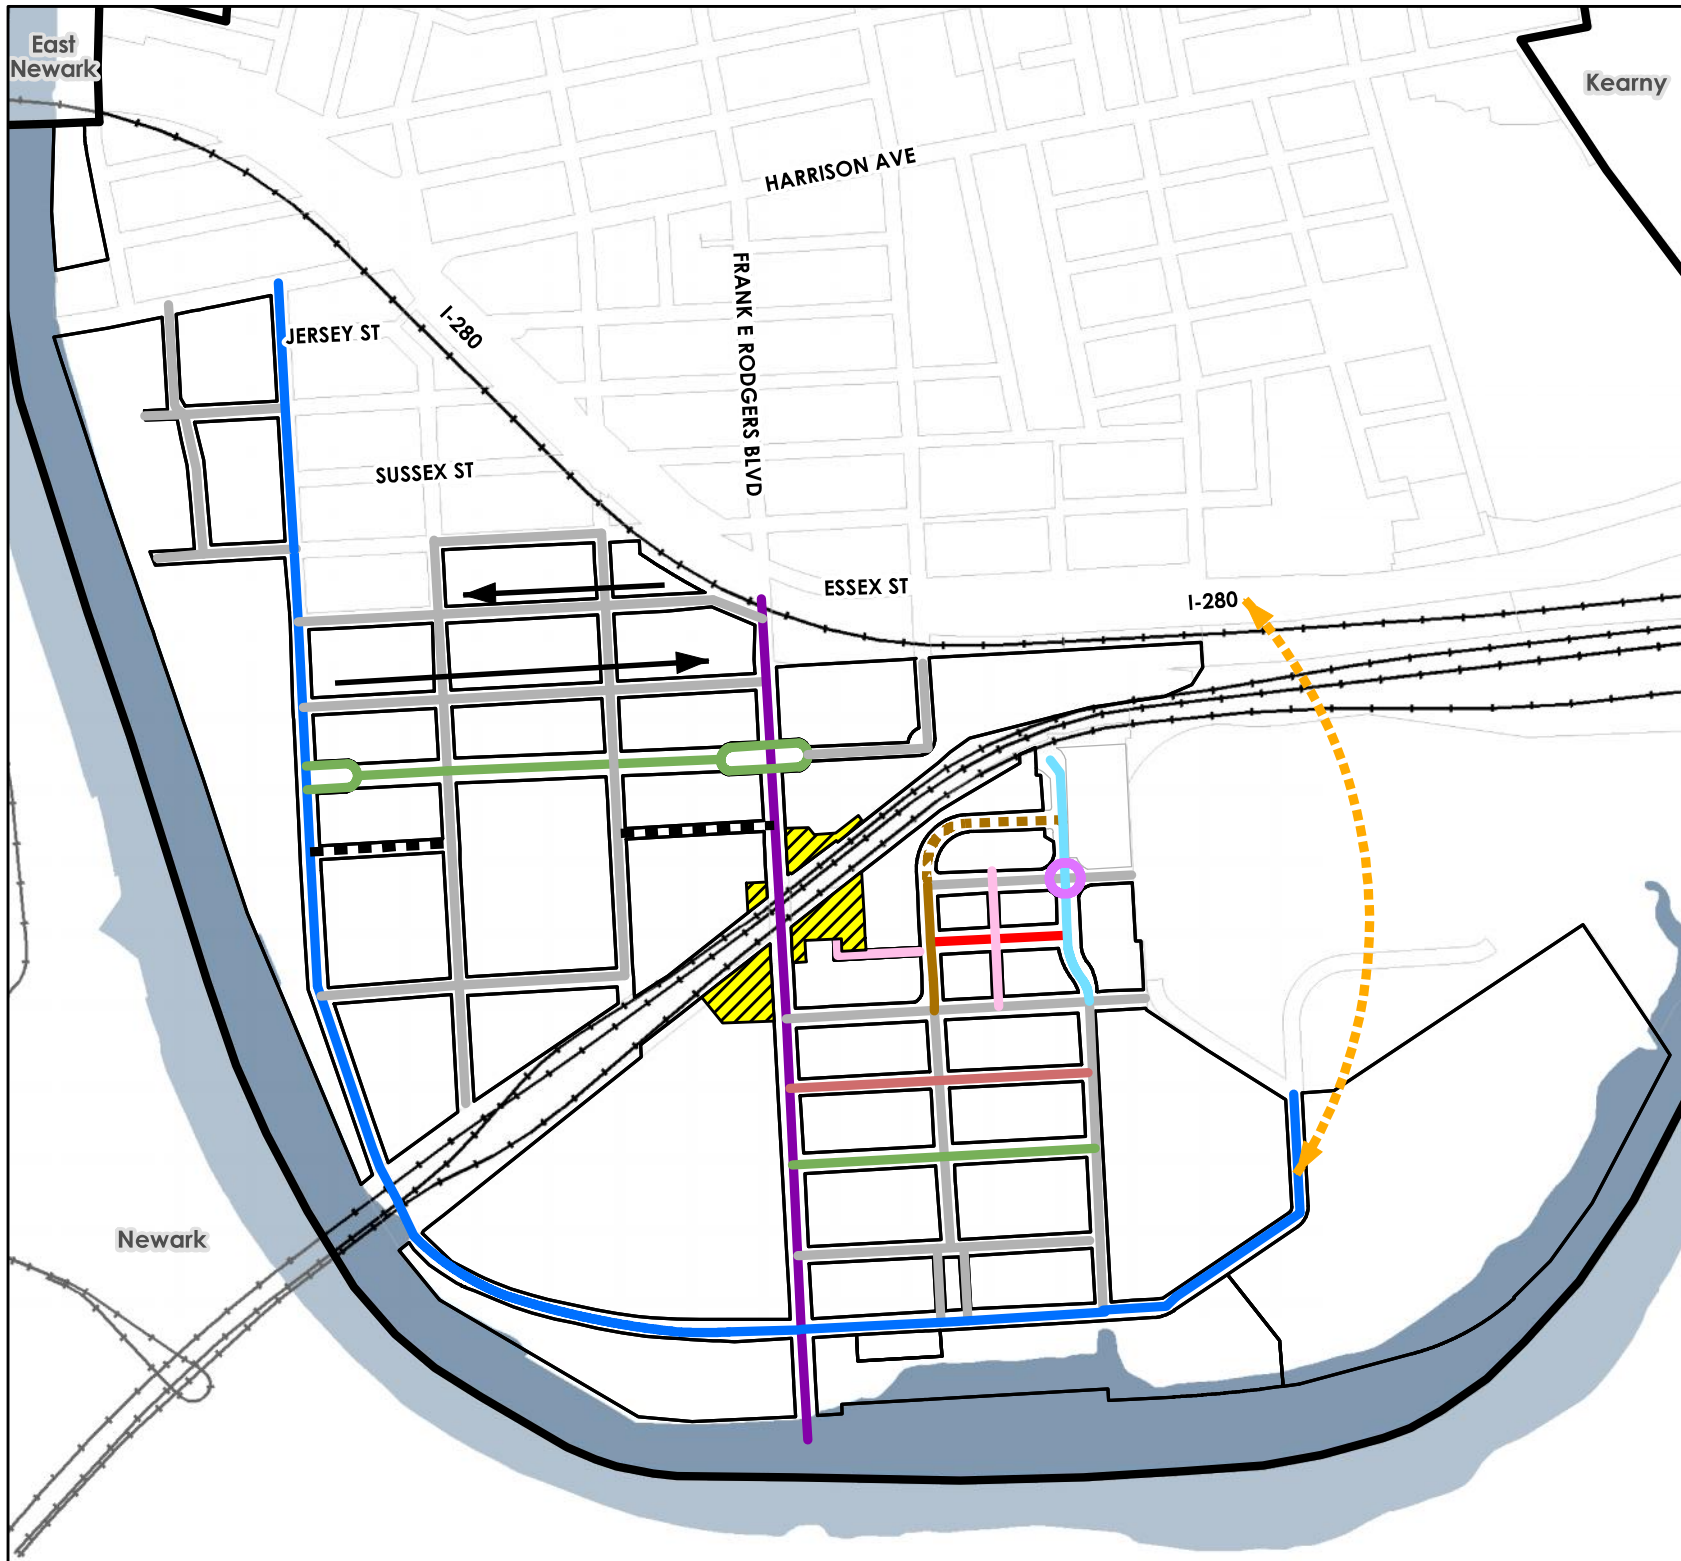 East
Newark
Kearny
HARRISON AVE
FRANK E RODGERS BLVD
I-280
JERSEY ST
SUSSEX ST
ESSEX ST
I-280
Newark